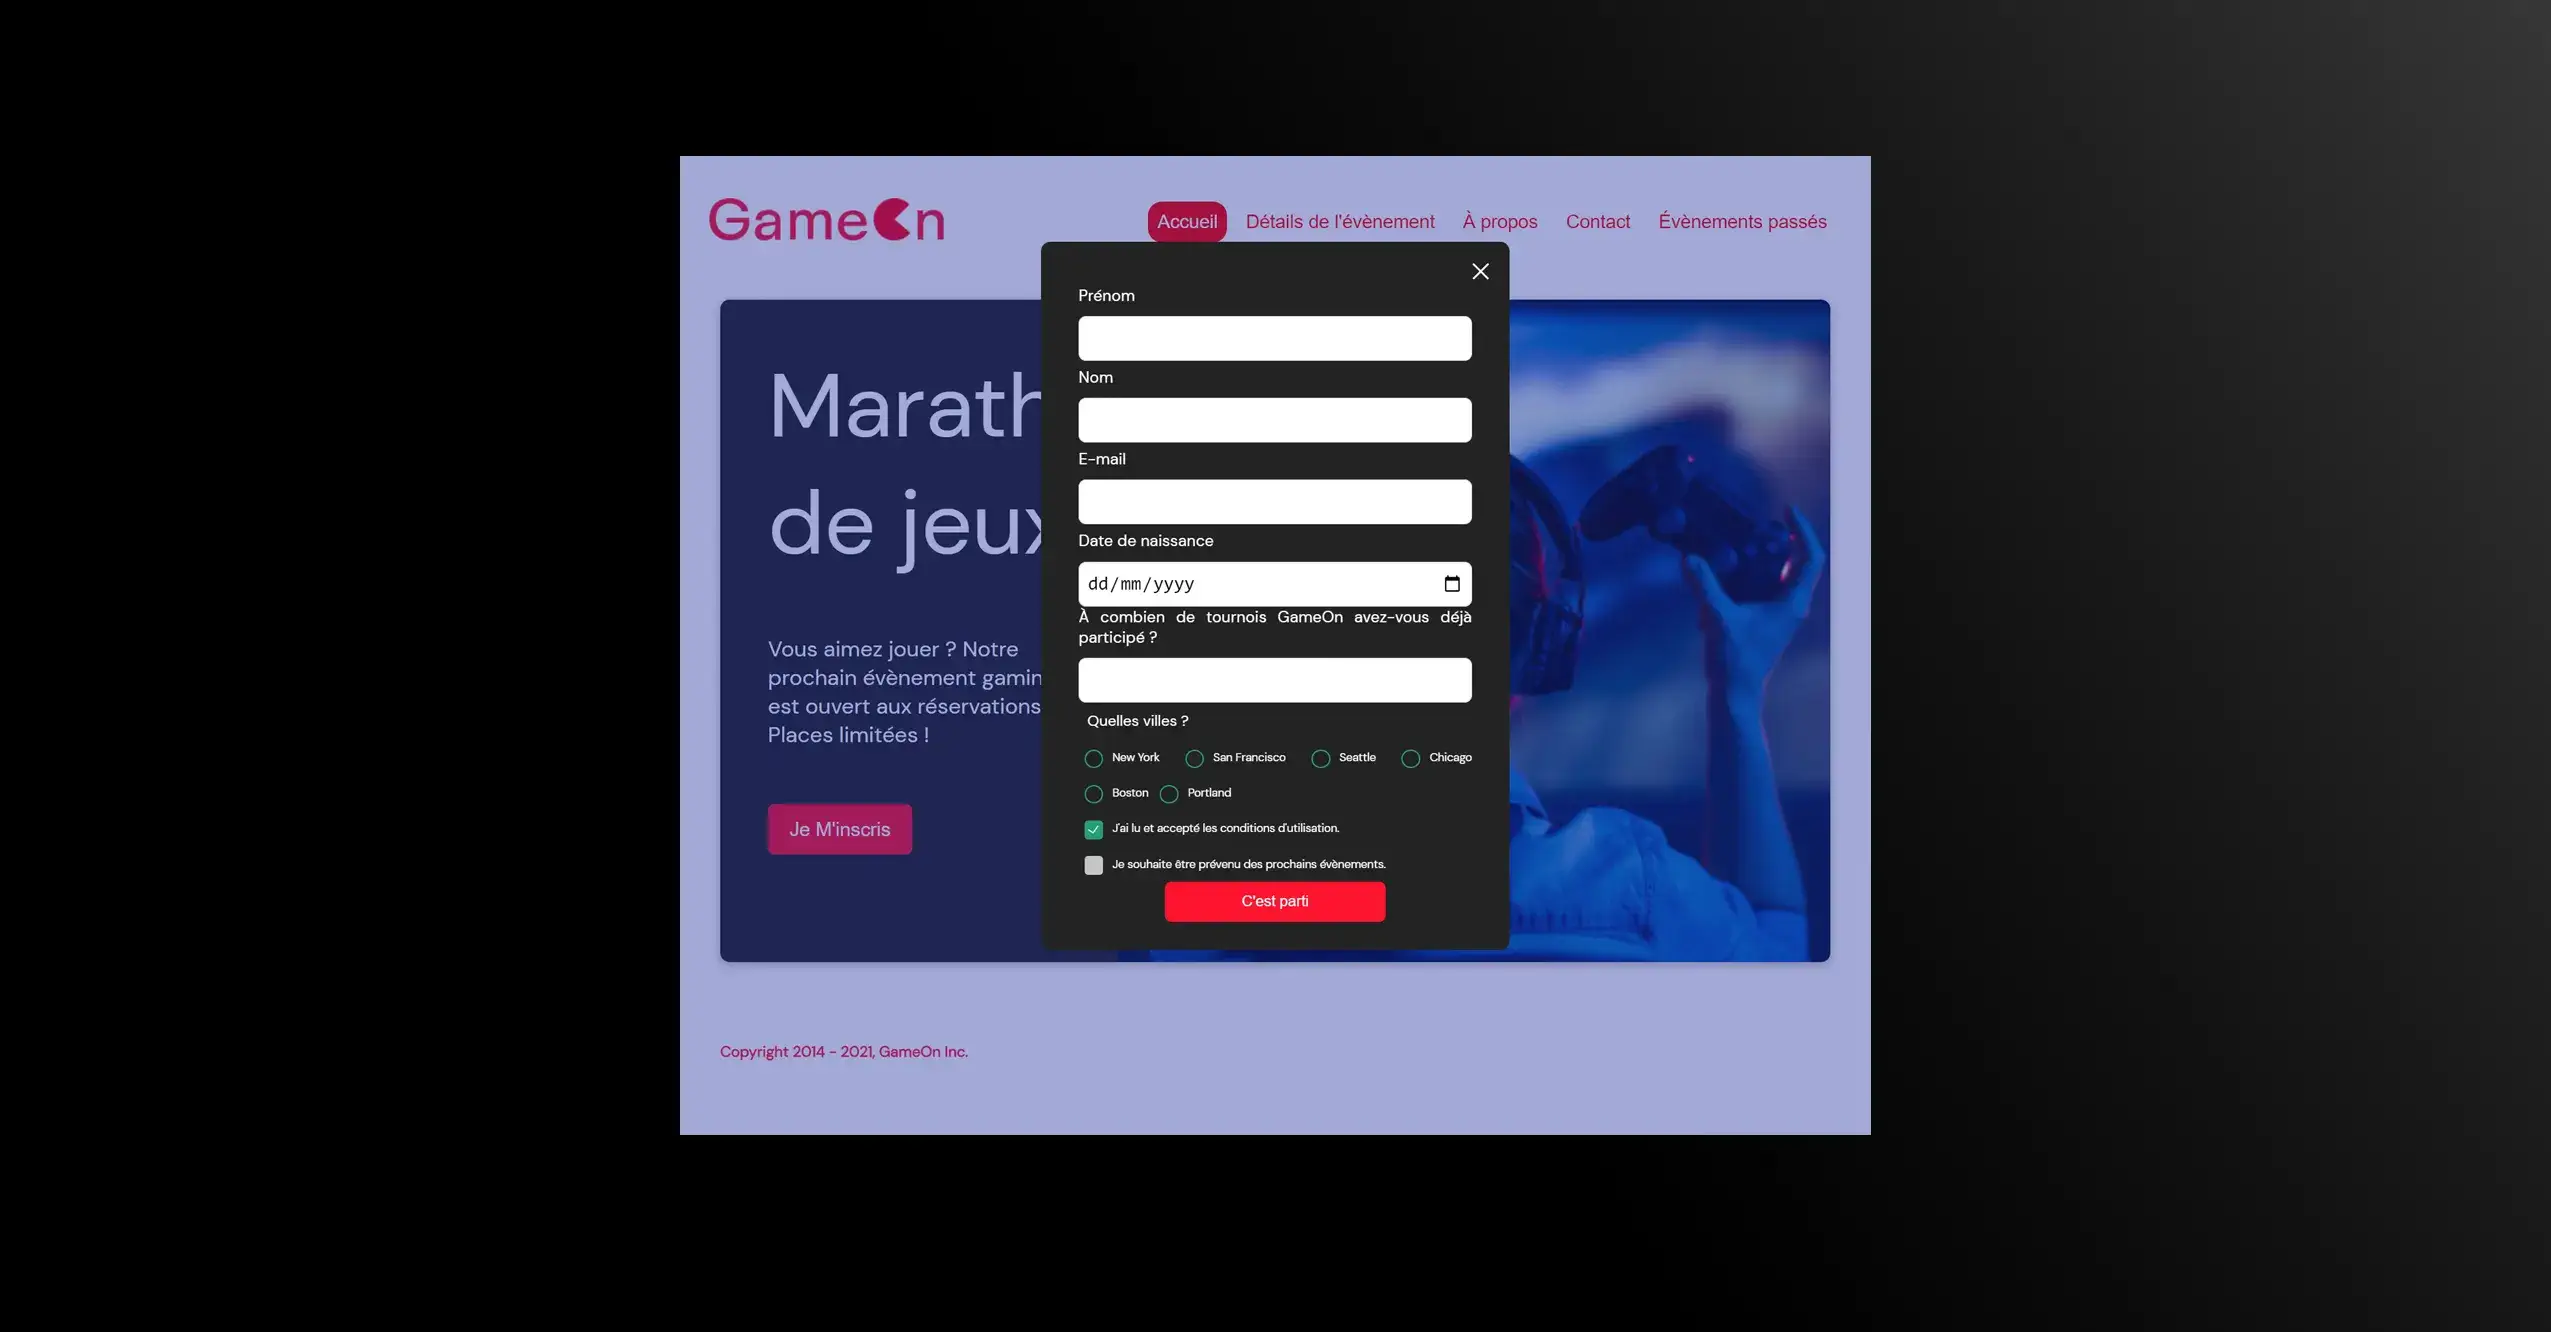 GameOn
Accueil Détails de l'évènement À propos Contact Évènements passés
Marath
de jeux
Vous aimez jouer ? Notre
prochain évènement gamin
est ouvert aux réservations
Places limitées !
Je M'inscris
Prénom
Nom
E-mail
Date de naissance
dd/mm/yyyy
À combien de tournois GameOn avez-vous déjà
participé ?
Quelles villes ?
New York San Francisco Seattle Chicago
Boston Portland
J'ai lu et accepté les conditions d'utilisation.
Je souhaite être prévenu des prochains évènements.
C'est parti
Copyright 2014 - 2021, GameOn Inc.